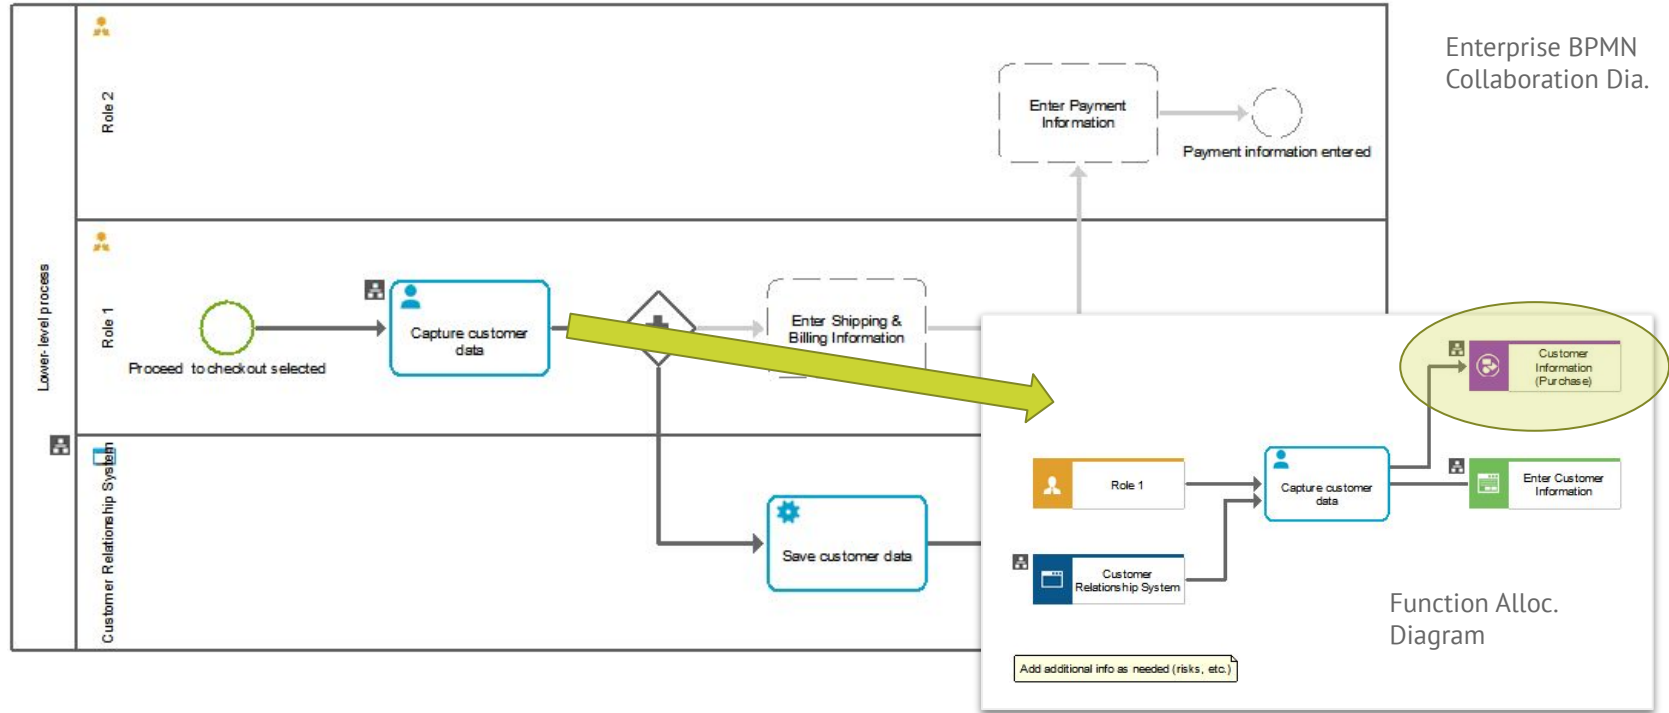 Enterprise BPMN
Collaboration Dia.
Lower-level process
Role 2
Enter Payment
Information
Payment information entered
Role 1
Proceed to checkout selected
Capture customer
data
Enter Shipping &
Billing Information
Customer Relationship System
Save customer data
Customer
Information
(Purchase)
Role 1
Capture customer
data
Enter Customer
Information
Customer
Relationship System
Function Alloc.
Diagram
Add additional info as needed (risks, etc.)